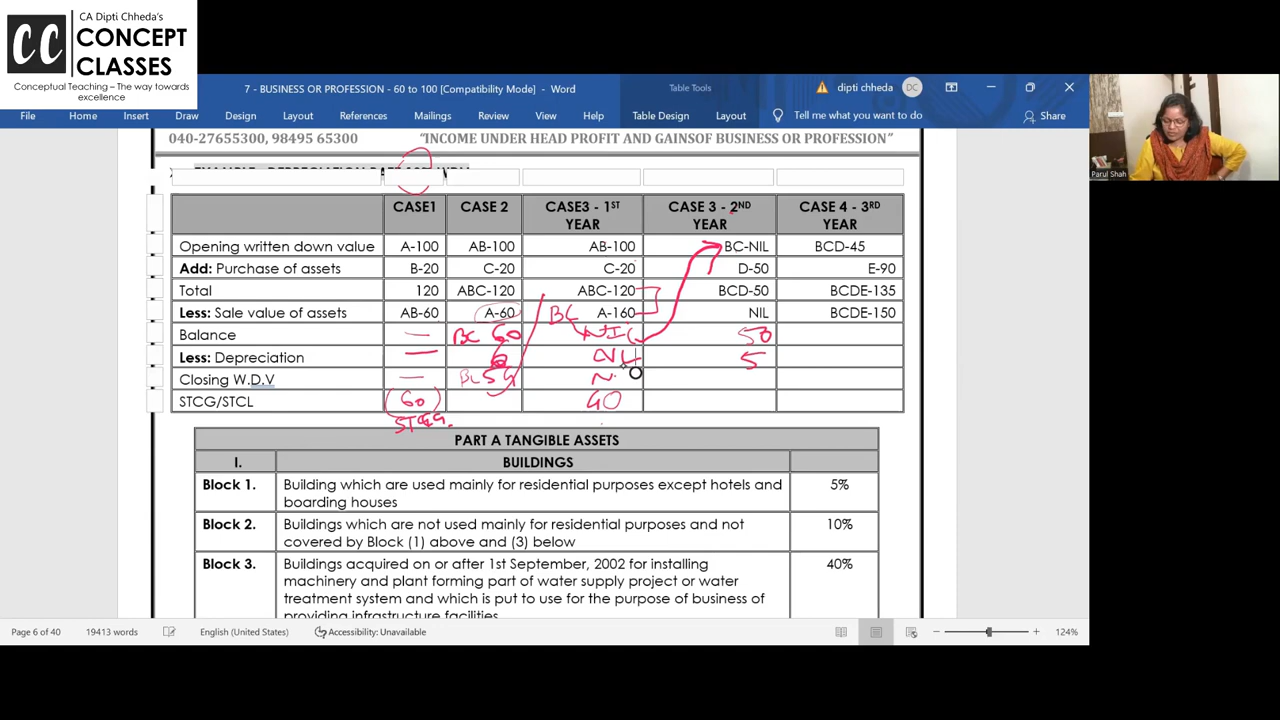 CA Dipti Chheda's
CC
CONCEPT
CLASSES
Conceptual Teaching – The way towards
excellence
7 - BUSINESS OR PROFESSION - 60 to 100 [Compatibility Mode] - Word
Table Tools
dipti chheda
DC
File Home Insert Draw Design Layout References Mailings Review View Help Table Design Layout Tell me what you want to do Share
040-27655300, 98495 65300 “INCOME UNDER HEAD PROFIT AND GAINSOF BUSINESS OR PROFESSION”
Parul Shah
CASE1 CASE 2 CASE3 - 1ST YEAR CASE 3 - 2ND YEAR CASE 4 - 3RD YEAR
Opening written down value A-100 AB-100 AB-100 BC-NIL BCD-45
Add: Purchase of assets B-20 C-20 C-20 D-50 E-90
Total 120 ABC-120 ABC-120 BCD-50 BCDE-135
Less: Sale value of assets AB-60 A-60 BC A-160 NIL BCDE-150
Balance — BC 60 NIL 50
Less: Depreciation — 6 5
Closing W.D.V — BC 54
STCG/STCL 60 40
STCG.
PART A TANGIBLE ASSETS
I. BUILDINGS
Block 1. Building which are used mainly for residential purposes except hotels and 5%
boarding houses
Block 2. Buildings which are not used mainly for residential purposes and not 10%
covered by Block (1) above and (3) below
Block 3. Buildings acquired on or after 1st September, 2002 for installing 40%
machinery and plant forming part of water supply project or water
treatment system and which is put to use for the purpose of business of
providing infrastructure facilities
Page 6 of 40 19413 words English (United States) Accessibility: Unavailable 124%